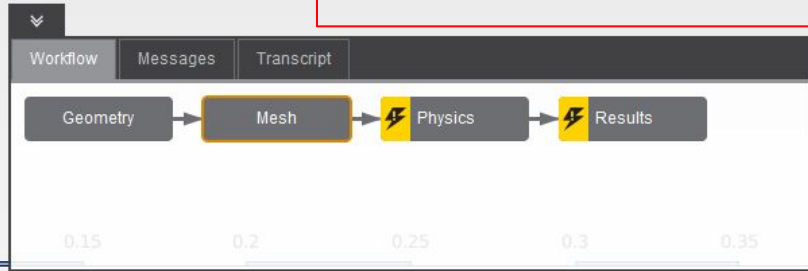 Workflow Messages Transcript
Geometry Mesh Physics Results
0.15 0.2 0.25 0.3 0.35